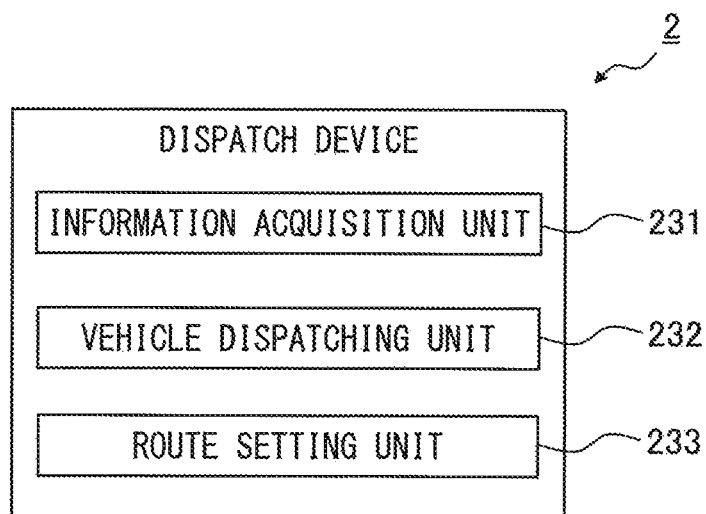 2
DISPATCH DEVICE
INFORMATION ACQUISITION UNIT
231
VEHICLE DISPATCHING UNIT
232
ROUTE SETTING UNIT
233